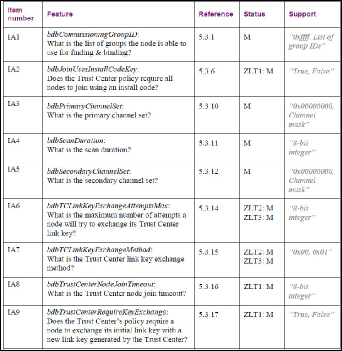 Item number Feature Reference Status Support
IA1 bdbCommissioningGroupID: 5.3.1 M "0xffff, List of
What is the list of groups the node is able to group IDs"
use for finding & binding?
IA2 bdbJoinUsesInstallCodeKey: 5.3.6 ZLT1: M "True, False"
Does the Trust Center policy require all
nodes to join using an install code?
IA3 bdbPrimaryChannelSet: 5.3.10 M "0x00000000,
What is the primary channel set? Channel
mask"
IA4 bdbScanDuration: 5.3.11 M "8-bit
What is the scan duration? integer"
IA5 bdbSecondaryChannelSet: 5.3.12 M "0x00000000,
What is the secondary channel set? Channel
mask"
IA6 bdbTCLinkKeyExchangeAttemptsMax: 5.3.14 ZLT2: M "8-bit
What is the maximum number of attempts a ZLT3: M integer"
node will try to exchange its Trust Center
link key?
IA7 bdbTCLinkKeyExchangeMethod: 5.3.15 ZLT2: M "0x00, 0x01"
What is the Trust Center link key exchange ZLT3: M
method?
IA8 bdbTrustCenterNodeJoinTimeout: 5.3.16 ZLT1: M "8-bit
What is the Trust Center node join timeout? integer"
IA9 bdbTrustCenterRequireKeyExchange: 5.3.17 ZLT1: M "True, False"
Does the Trust Center's policy require a
node to exchange its initial link key with a
new link key generated by the Trust Center?